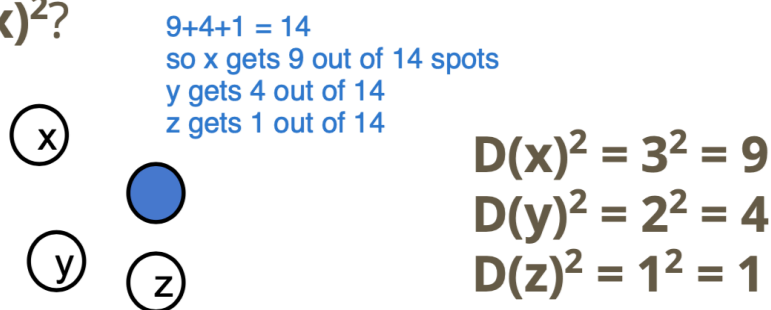 x)²?
9+4+1 = 14
so x gets 9 out of 14 spots
y gets 4 out of 14
z gets 1 out of 14
x
y
z
D(x)² = 3² = 9
D(y)² = 2² = 4
D(z)² = 1² = 1